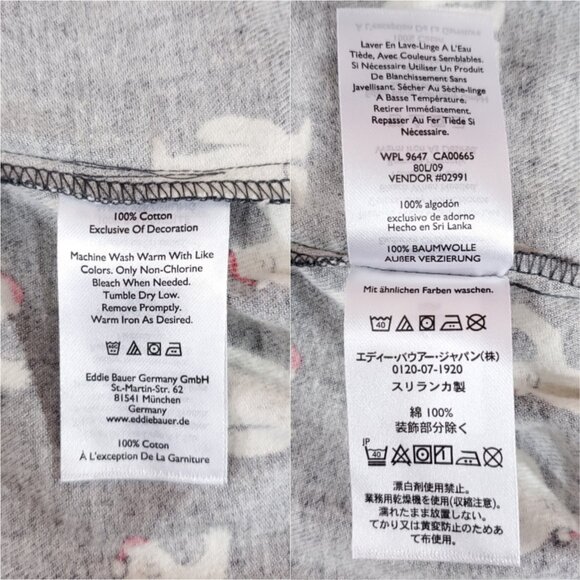 100% Cotton
Exclusive Of Decoration
Machine Wash Warm With Like
Colors. Only Non-Chlorine
Bleach When Needed.
Tumble Dry Low.
Remove Promptly.
Warm Iron As Desired.
40
Eddie Bauer Germany GmbH
St.-Martin-Str. 62
81541 München
Germany
www.eddiebauer.de
100% Coton
À L'exception De La Garniture
À L'exception De La Garniture
Laver En Lave-Linge A L'Eau
Tiède, Avec Couleurs Semblables.
Si Nécessaire Utiliser Un Produit
De Blanchissement Sans
Javellisant. Sécher Au Sèche-linge
A Basse Température.
Retirer Immédiatement.
Repasser Au Fer Tiède Si
Nécessaire.
WPL 9647 CA00665
80L/09
VENDOR #02991
100% algodón
exclusivo de adorno
Hecho en Sri Lanka
100% BAUMWOLLE
AUßER VERZIERUNG
Mit ähnlichen Farben waschen.
40
エディー・バウアー・ジャパン(株)
0120-07-1920
スリランカ製
綿 100%
装飾部分除く
JP
40
漂白剤使用禁止。
業務用乾燥機を使用(収縮注意)。
濡れたまま放置しない。
てかり又は黄変防止のため
あて布使用。